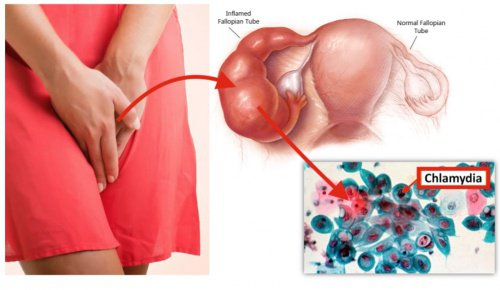 Inflamed
Fallopian Tube
Normal Fallopian
Tube
Chlamydia